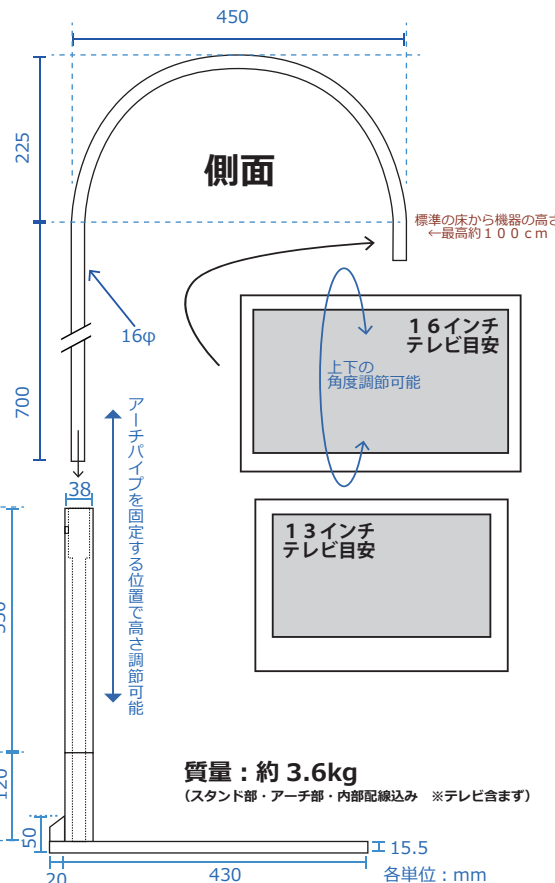 450
225
側面
標準の床から機器の高さ
←最高約１００ｃｍ
16φ
１６インチ
テレビ目安
上下の
角度調節可能
700
アーチパイプを固定する位置で高さ調節可能
38
１３インチ
テレビ目安
120
質量：約 3.6kg
（スタンド部・アーチ部・内部配線込み　※テレビ含まず）
50
15.5
20
430
各単位：mm